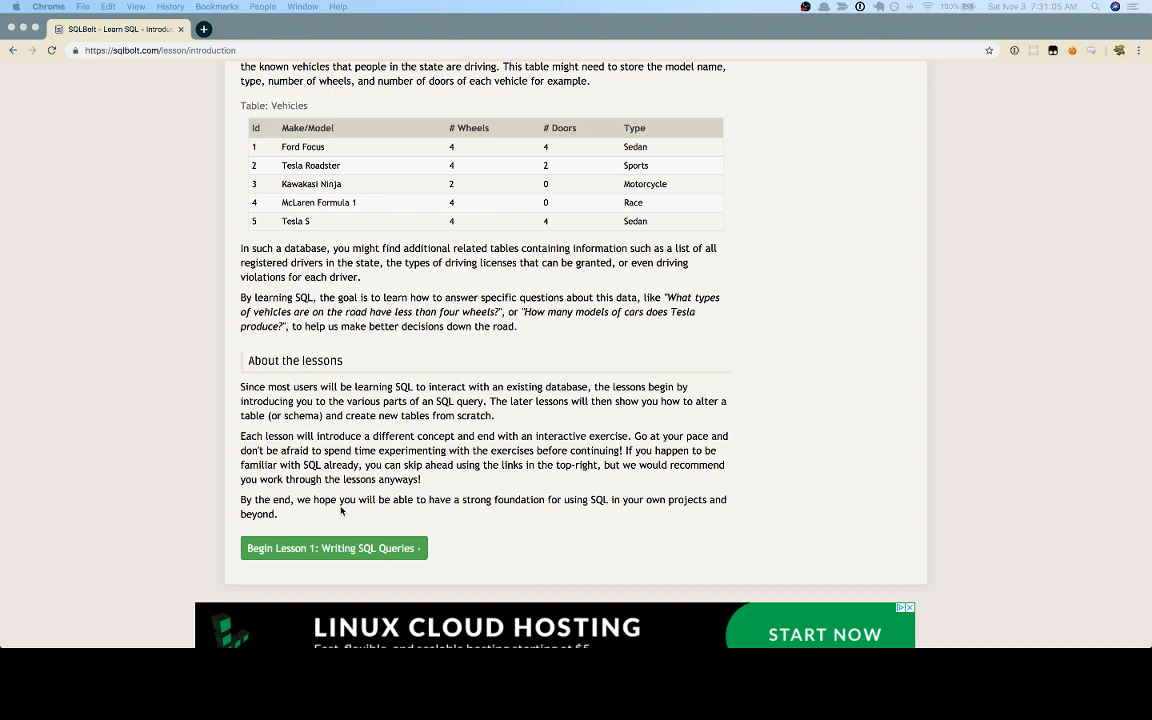 Chrome File Edit View History Bookmarks People Window Help 100% Sat Nov 3 7:31:05 AM
SQLBolt - Learn SQL - Introduc
https://sqlbolt.com/lesson/introduction
the known vehicles that people in the state are driving. This table might need to store the model name,
type, number of wheels, and number of doors of each vehicle for example.
Table: Vehicles
Id Make/Model # Wheels # Doors Type
1 Ford Focus 4 4 Sedan
2 Tesla Roadster 4 2 Sports
3 Kawakasi Ninja 2 0 Motorcycle
4 McLaren Formula 1 4 0 Race
5 Tesla S 4 4 Sedan
In such a database, you might find additional related tables containing information such as a list of all
registered drivers in the state, the types of driving licenses that can be granted, or even driving
violations for each driver.
By learning SQL, the goal is to learn how to answer specific questions about this data, like "What types
of vehicles are on the road have less than four wheels?", or "How many models of cars does Tesla
produce?", to help us make better decisions down the road.
About the lessons
Since most users will be learning SQL to interact with an existing database, the lessons begin by
introducing you to the various parts of an SQL query. The later lessons will then show you how to alter a
table (or schema) and create new tables from scratch.
Each lesson will introduce a different concept and end with an interactive exercise. Go at your pace and
don't be afraid to spend time experimenting with the exercises before continuing! If you happen to be
familiar with SQL already, you can skip ahead using the links in the top-right, but we would recommend
you work through the lessons anyways!
By the end, we hope you will be able to have a strong foundation for using SQL in your own projects and
beyond.
Begin Lesson 1: Writing SQL Queries ›
LINUX CLOUD HOSTING
START NOW
Fast, flexible, and scalable hosting starting at $5